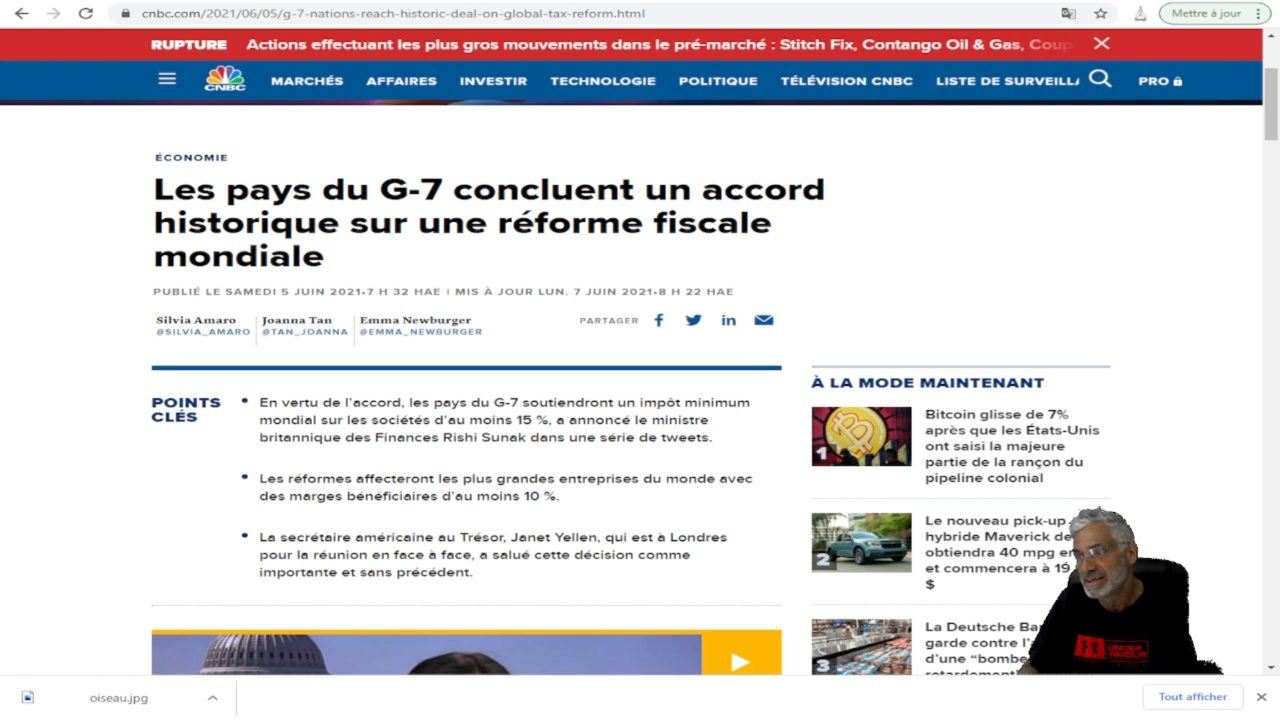 cnbc.com/2021/06/05/g-7-nations-reach-historic-deal-on-global-tax-reform.html
Mettre à jour
RUPTURE Actions effectuant les plus gros mouvements dans le pré-marché : Stitch Fix, Contango Oil & Gas, Coup
CNBC MARCHÉS AFFAIRES INVESTIR TECHNOLOGIE POLITIQUE TÉLÉVISION CNBC LISTE DE SURVEILL PRO
ÉCONOMIE
Les pays du G-7 concluent un accord
historique sur une réforme fiscale
mondiale
PUBLIÉ LE SAMEDI 5 JUIN 2021•7 H 32 HAE | MIS À JOUR LUN. 7 JUIN 2021•8 H 22 HAE
Silvia Amaro
@SILVIA_AMARO
Joanna Tan
@TAN_JOANNA
Emma Newburger
@EMMA_NEWBURGER
PARTAGER
POINTS
CLÉS
• En vertu de l’accord, les pays du G-7 soutiendront un impôt minimum
mondial sur les sociétés d’au moins 15 %, a annoncé le ministre
britannique des Finances Rishi Sunak dans une série de tweets.
• Les réformes affecteront les plus grandes entreprises du monde avec
des marges bénéficiaires d’au moins 10 %.
• La secrétaire américaine au Trésor, Janet Yellen, qui est à Londres
pour la réunion en face à face, a salué cette décision comme
importante et sans précédent.
À LA MODE MAINTENANT
1
Bitcoin glisse de 7%
après que les États-Unis
ont saisi la majeure
partie de la rançon du
pipeline colonial
2
Le nouveau pick-up
hybride Maverick de
obtiendra 40 mpg en
et commencera à 19
$
3
La Deutsche Ba
garde contre l’
d’une “bombe
UNDER ARMOUR
oiseau.jpg
Tout afficher